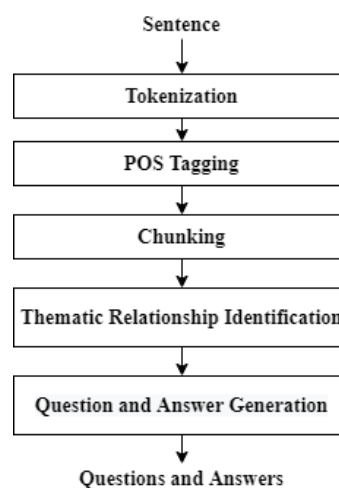 Sentence
Tokenization
POS Tagging
Chunking
Thematic Relationship Identification
Question and Answer Generation
Questions and Answers